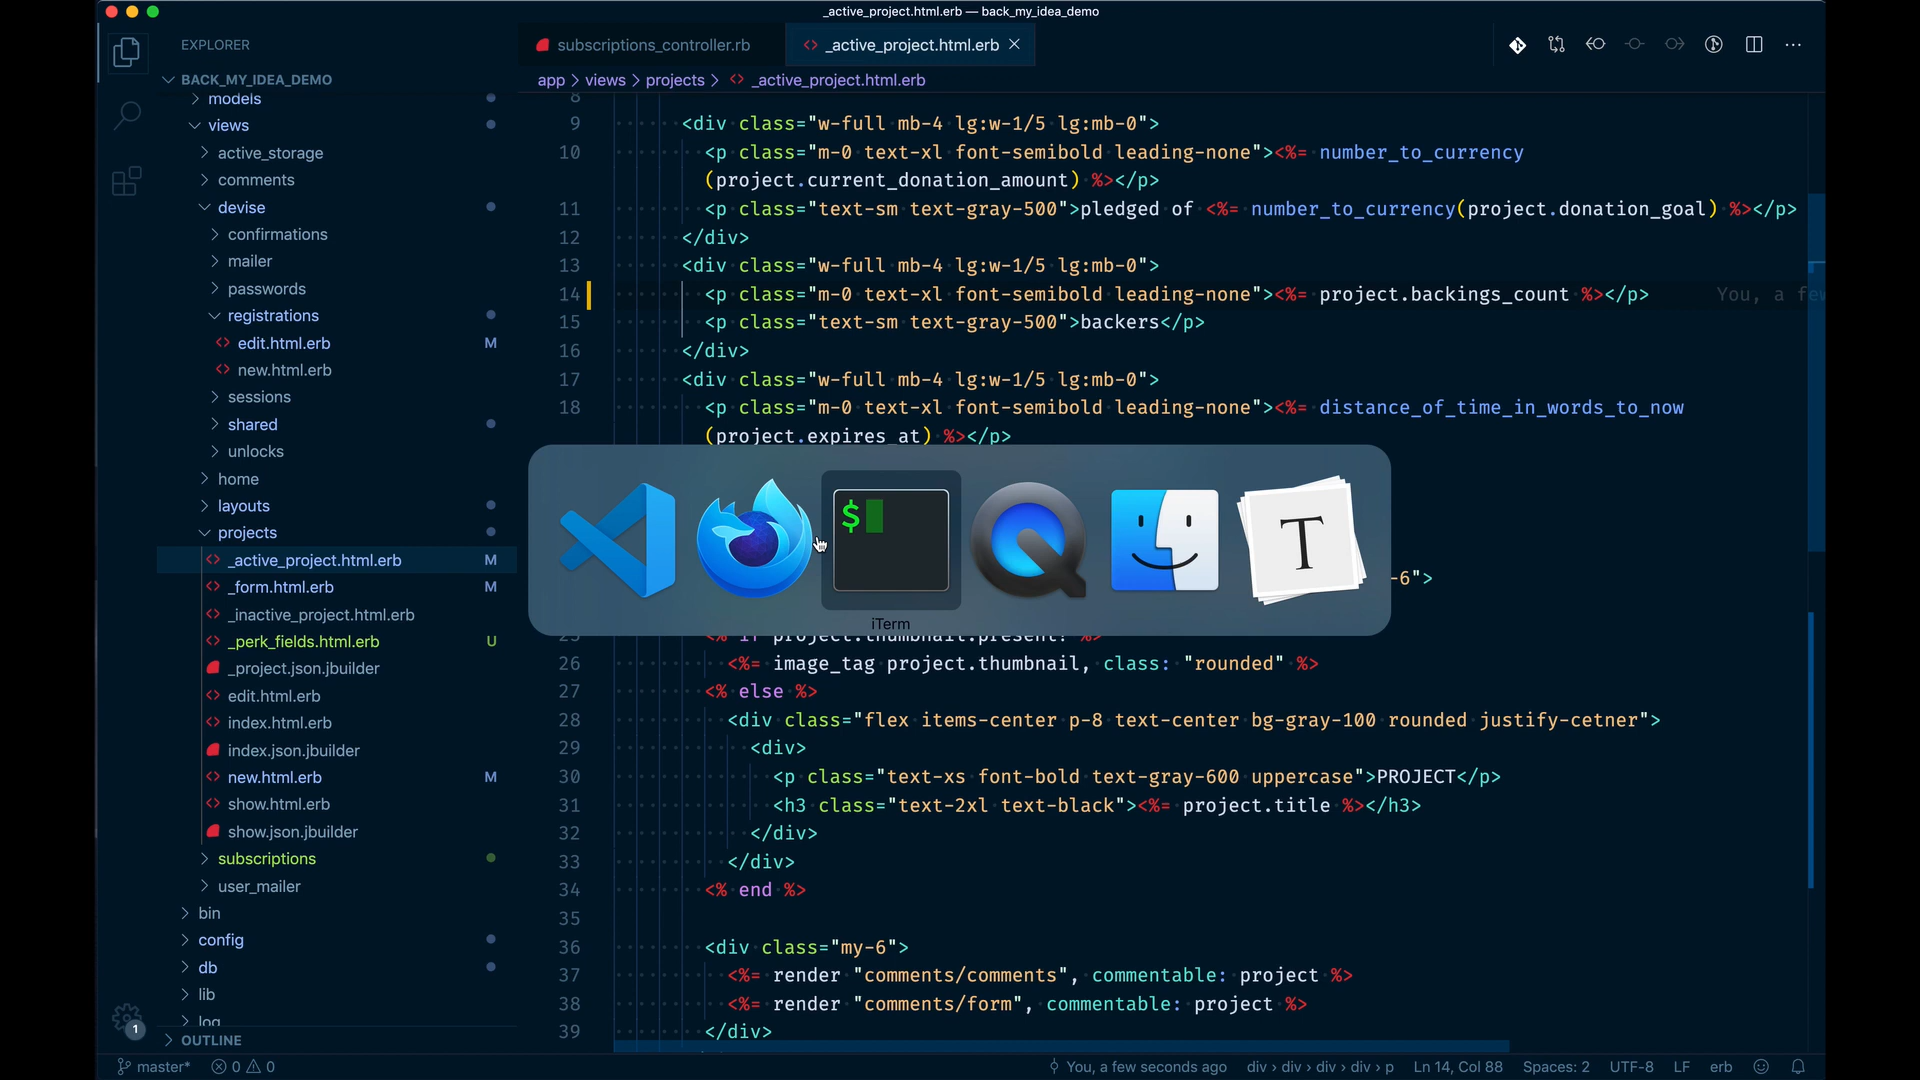 _active_project.html.erb — back_my_idea_demo
EXPLORER
subscriptions_controller.rb
_active_project.html.erb
BACK_MY_IDEA_DEMO
app > views > projects > _active_project.html.erb
models
views
active_storage
comments
devise
confirmations
mailer
passwords
registrations
edit.html.erb M
new.html.erb
sessions
shared
unlocks
home
layouts
projects
_active_project.html.erb M
_form.html.erb M
_inactive_project.html.erb
_perk_fields.html.erb U
_project.json.jbuilder
edit.html.erb
index.html.erb
index.json.jbuilder
new.html.erb M
show.html.erb
show.json.jbuilder
subscriptions
user_mailer
bin
config
db
lib
log
OUTLINE
1
8
9 <div class="w-full mb-4 lg:w-1/5 lg:mb-0">
10 <p class="m-0 text-xl font-semibold leading-none"><%= number_to_currency
(project.current_donation_amount) %></p>
11 <p class="text-sm text-gray-500">pledged of <%= number_to_currency(project.donation_goal) %></p>
12 </div>
13 <div class="w-full mb-4 lg:w-1/5 lg:mb-0">
14 <p class="m-0 text-xl font-semibold leading-none"><%= project.backings_count %></p> You, a few
15 <p class="text-sm text-gray-500">backers</p>
16 </div>
17 <div class="w-full mb-4 lg:w-1/5 lg:mb-0">
18 <p class="m-0 text-xl font-semibold leading-none"><%= distance_of_time_in_words_to_now
(project.expires_at) %></p>
$
T
-6">
iTerm
25 <% if project.thumbnail.present? %>
26 <%= image_tag project.thumbnail, class: "rounded" %>
27 <% else %>
28 <div class="flex items-center p-8 text-center bg-gray-100 rounded justify-cetner">
29 <div>
30 <p class="text-xs font-bold text-gray-600 uppercase">PROJECT</p>
31 <h3 class="text-2xl text-black"><%= project.title %></h3>
32 </div>
33 </div>
34 <% end %>
35
36 <div class="my-6">
37 <%= render "comments/comments", commentable: project %>
38 <%= render "comments/form", commentable: project %>
39 </div>
master* 0 0
You, a few seconds ago div > div > div > div > p Ln 14, Col 88 Spaces: 2 UTF-8 LF erb